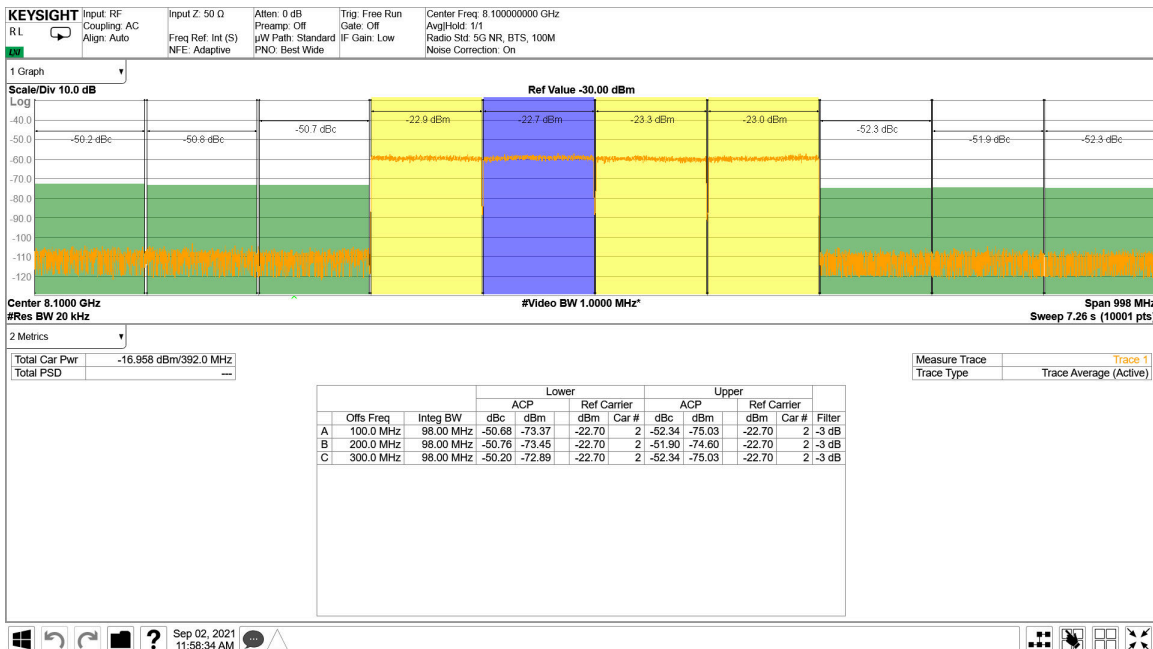 KEYSIGHT Input: RF Input Z: 50 Ω Atten: 0 dB Trig: Free Run Center Freq: 8.100000000 GHz
R L Coupling: AC Preamp: Off Gate: Off Avg|Hold: 1/1
Align: Auto Freq Ref: Int (S) µW Path: Standard IF Gain: Low Radio Std: 5G NR, BTS, 100M
LXI NFE: Adaptive PNO: Best Wide Noise Correction: On
1 Graph
Scale/Div 10.0 dB Ref Value -30.00 dBm
Log
-40.0
-50.0
-60.0
-70.0
-80.0
-90.0
-100
-110
-120
-50.2 dBc -50.8 dBc -50.7 dBc -22.9 dBm -22.7 dBm -23.3 dBm -23.0 dBm -52.3 dBc -51.9 dBc -52.3 dBc
Center 8.1000 GHz #Video BW 1.0000 MHz* Span 998 MHz
#Res BW 20 kHz Sweep 7.26 s (10001 pts)
2 Metrics
Total Car Pwr -16.958 dBm/392.0 MHz Measure Trace Trace 1
Total PSD --- Trace Type Trace Average (Active)
Lower Upper
ACP Ref Carrier ACP Ref Carrier
Offs Freq Integ BW dBc dBm dBm Car # dBc dBm dBm Car # Filter
A 100.0 MHz 98.00 MHz -50.68 -73.37 -22.70 2 -52.34 -75.03 -22.70 2 -3 dB
B 200.0 MHz 98.00 MHz -50.76 -73.45 -22.70 2 -51.90 -74.60 -22.70 2 -3 dB
C 300.0 MHz 98.00 MHz -50.20 -72.89 -22.70 2 -52.34 -75.03 -22.70 2 -3 dB
? Sep 02, 2021
11:58:34 AM